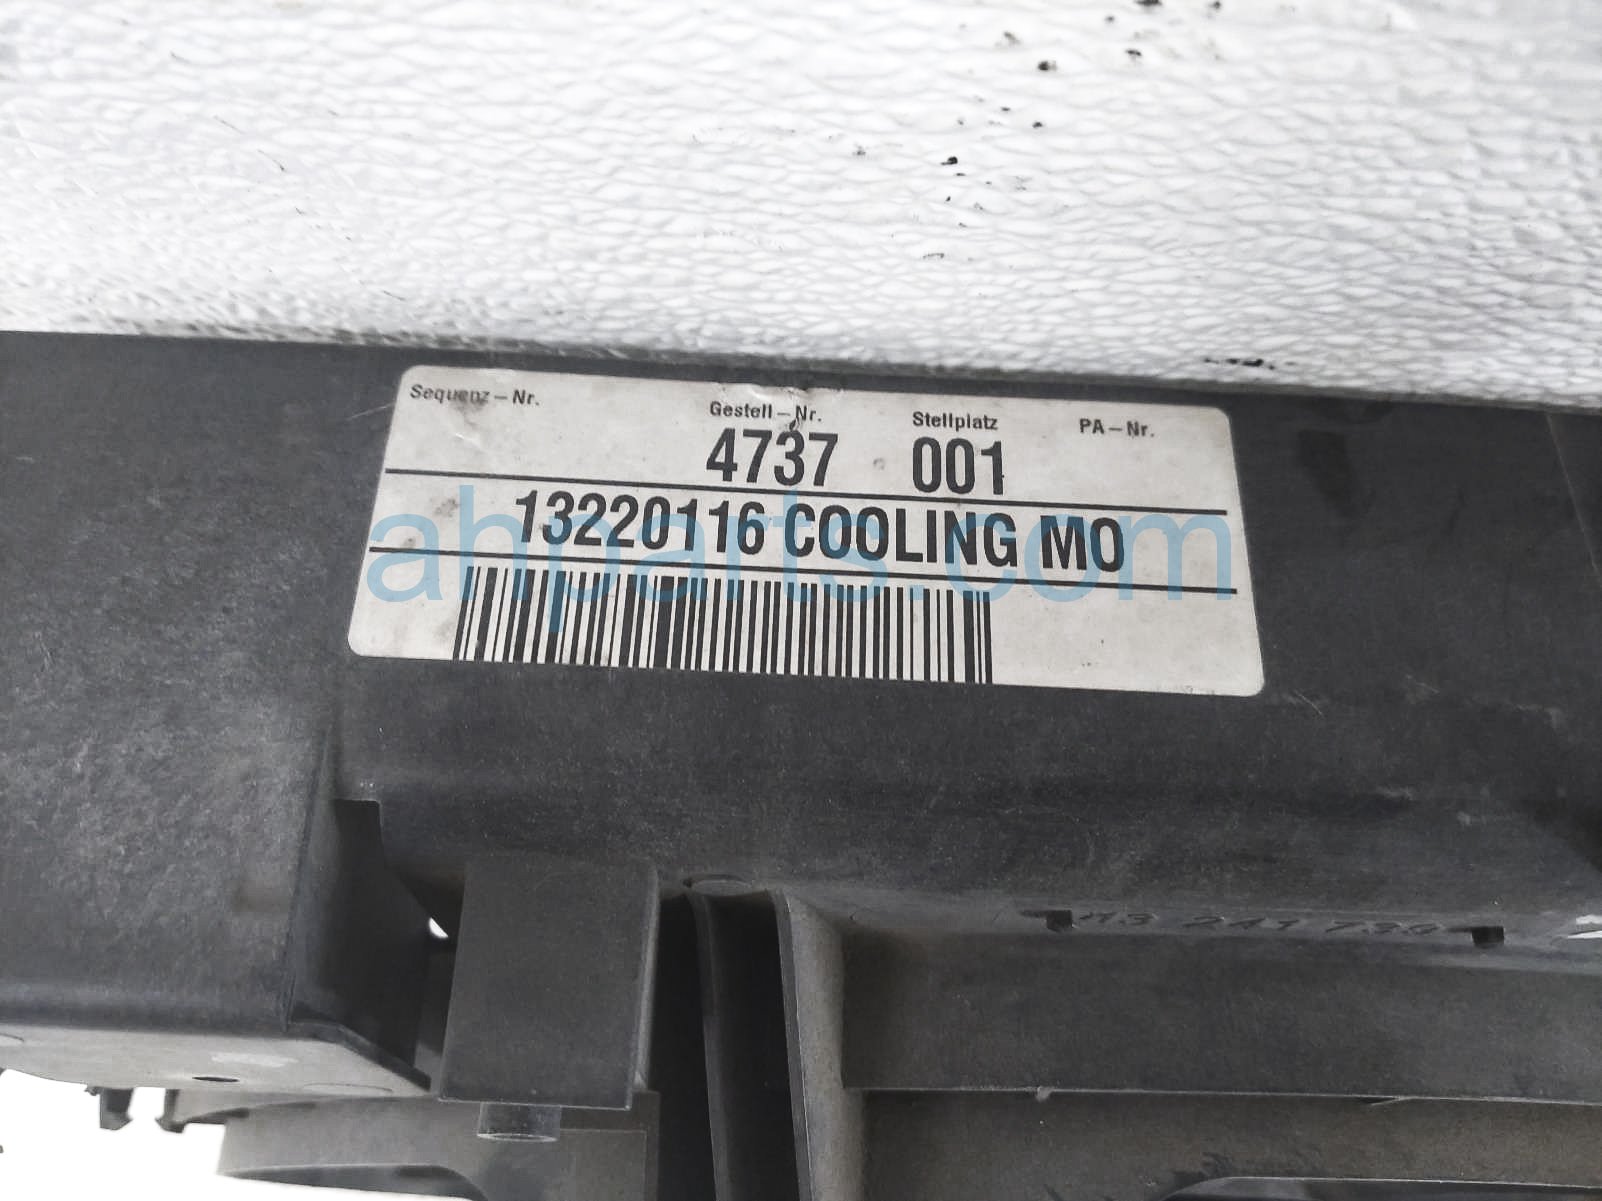 Sequenz-Nr. Gestell-Nr. Stellplatz PA-Nr.
4737 001
13220116 COOLING MO
ahparts.com